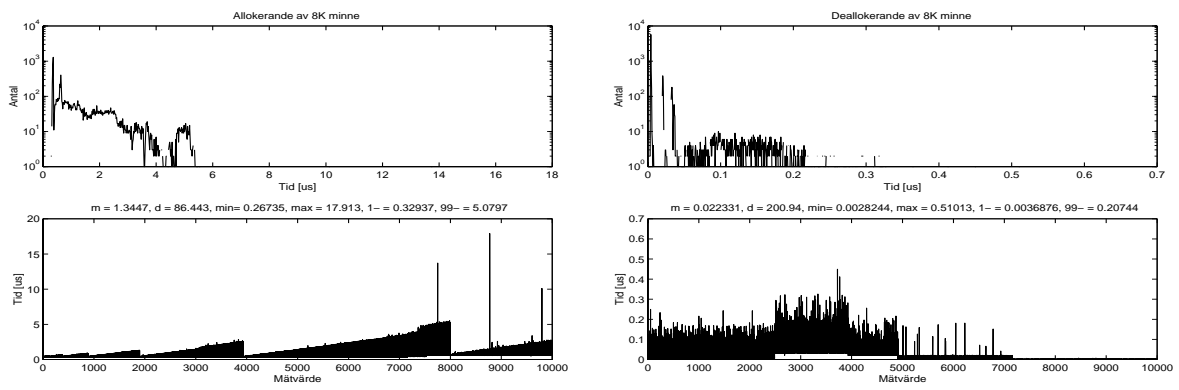 Allokerande av 8K minne
10^4
10^3
10^2
10^1
10^0
Antal
0 2 4 6 8 10 12 14 16 18
Tid [us]
m = 1.3447, d = 86.443, min= 0.26735, max = 17.913, 1− = 0.32937, 99− = 5.0797
20
15
10
5
0
Tid [us]
0 1000 2000 3000 4000 5000 6000 7000 8000 9000 10000
Mätvärde
Deallokerande av 8K minne
10^4
10^3
10^2
10^1
10^0
Antal
0 0.1 0.2 0.3 0.4 0.5 0.6 0.7
Tid [us]
m = 0.022331, d = 200.94, min= 0.0028244, max = 0.51013, 1− = 0.0036876, 99− = 0.20744
0.7
0.6
0.5
0.4
0.3
0.2
0.1
0
Tid [us]
0 1000 2000 3000 4000 5000 6000 7000 8000 9000 10000
Mätvärde